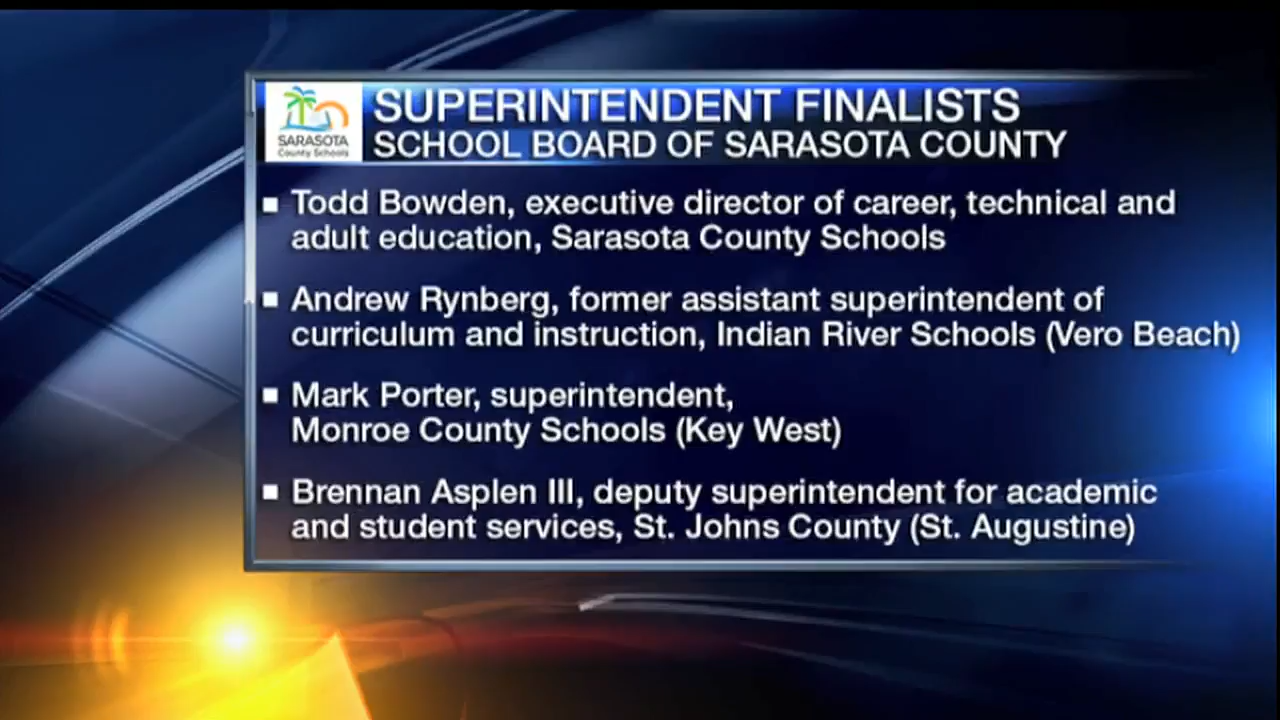 SUPERINTENDENT FINALISTS
SARASOTA
County Schools
SCHOOL BOARD OF SARASOTA COUNTY
Todd Bowden, executive director of career, technical and
adult education, Sarasota County Schools
Andrew Rynberg, former assistant superintendent of
curriculum and instruction, Indian River Schools (Vero Beach)
Mark Porter, superintendent,
Monroe County Schools (Key West)
Brennan Asplen III, deputy superintendent for academic
and student services, St. Johns County (St. Augustine)